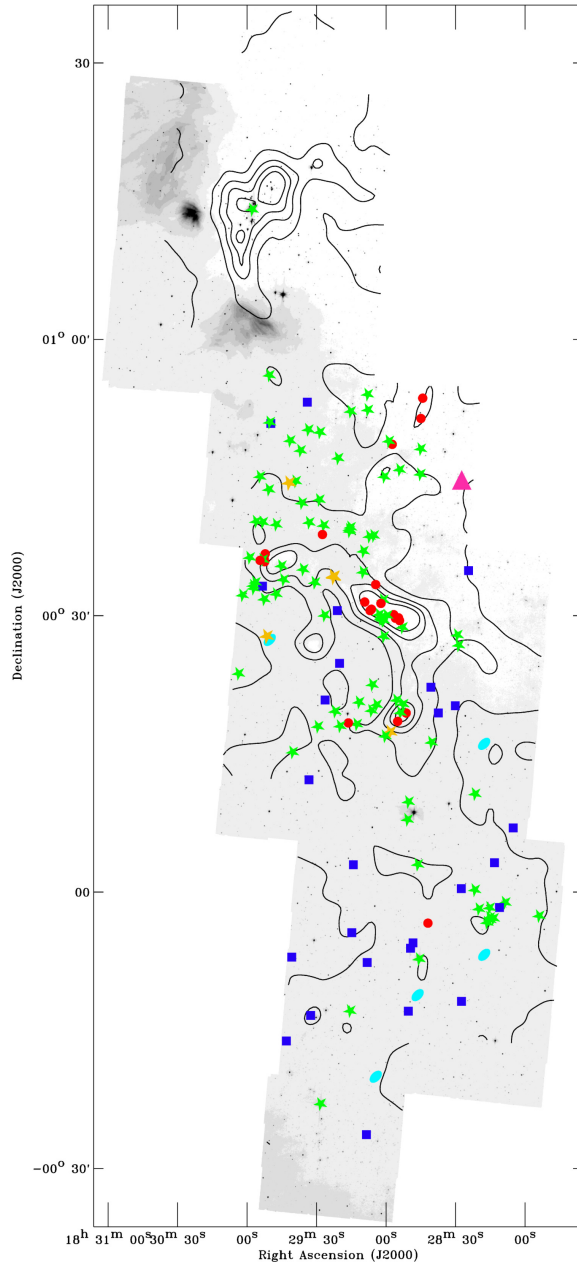 30
01° 00'
00° 30'
00
-00° 30'
Declination (J2000)
18ʰ 31ᵐ 00ˢ 30ᵐ 30ˢ 00ˢ 29ᵐ 30ˢ 00ˢ 28ᵐ 30ˢ 00ˢ
Right Ascension (J2000)